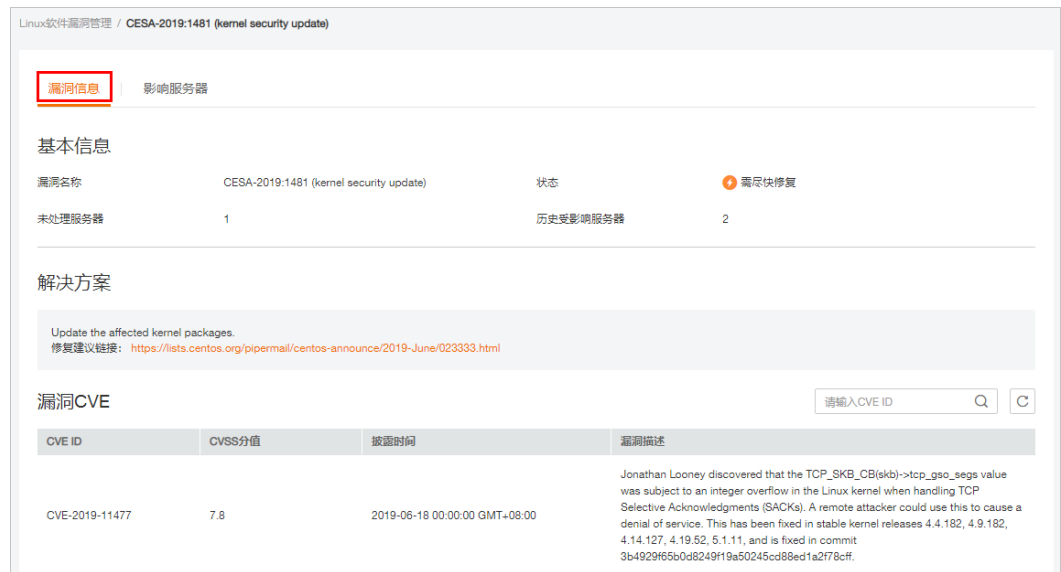 Linux软件漏洞管理 / CESA-2019:1481 (kernel security update)
漏洞信息 影响服务器
基本信息
漏洞名称 CESA-2019:1481 (kernel security update) 状态 需尽快修复
未处理服务器 1 历史受影响服务器 2
解决方案
Update the affected kernel packages.
修复建议链接： https://lists.centos.org/pipermail/centos-announce/2019-June/023333.html
漏洞CVE 请输入CVE ID
CVE ID CVSS分值 披露时间 漏洞描述
Jonathan Looney discovered that the TCP_SKB_CB(skb)->tcp_gso_segs value
was subject to an integer overflow in the Linux kernel when handling TCP
Selective Acknowledgments (SACKs). A remote attacker could use this to cause a
CVE-2019-11477 7.8 2019-06-18 00:00:00 GMT+08:00 denial of service. This has been fixed in stable kernel releases 4.4.182, 4.9.182,
4.14.127, 4.19.52, 5.1.11, and is fixed in commit
3b4929f65b0d8249f19a50245cd88ed1a2f78cff.